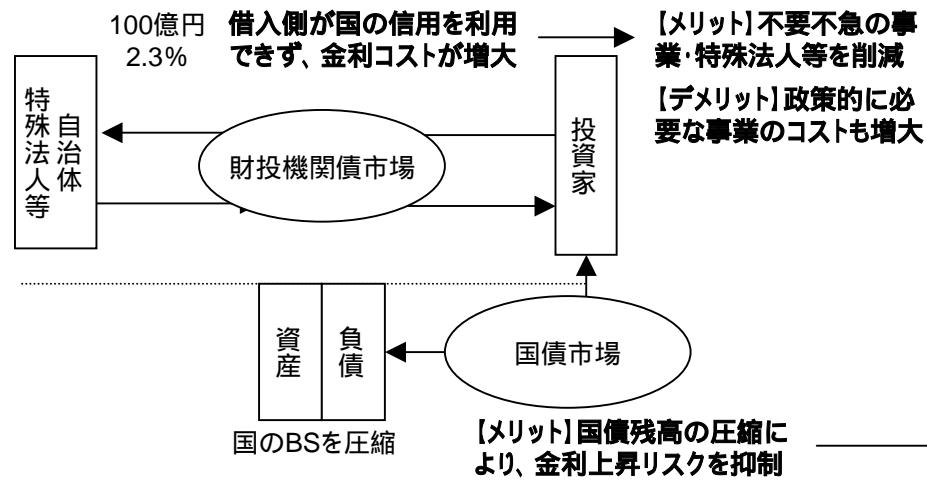 100億円
2.3%
借入側が国の信用を利用
できず、金利コストが増大
【メリット】不要不急の事
業・特殊法人等を削減
【デメリット】政策的に必
要な事業のコストも増大
特殊法人等
自治体
財投機関債市場
投資家
資産
負債
国債市場
国のBSを圧縮
【メリット】国債残高の圧縮に
より、金利上昇リスクを抑制